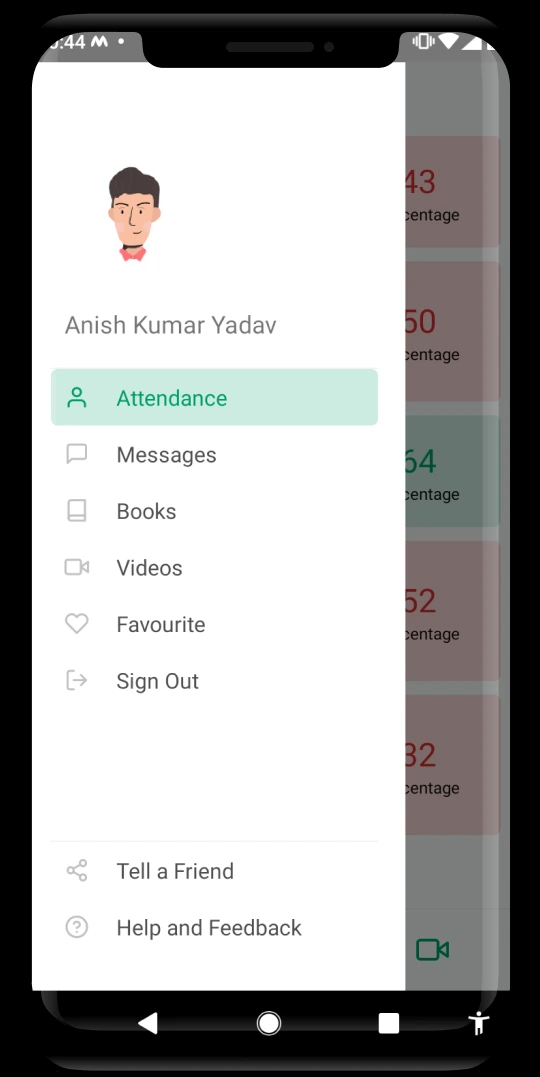 :44
Anish Kumar Yadav
Attendance
Messages
Books
Videos
Favourite
Sign Out
Tell a Friend
Help and Feedback
43
centage
50
centage
64
centage
52
centage
32
centage